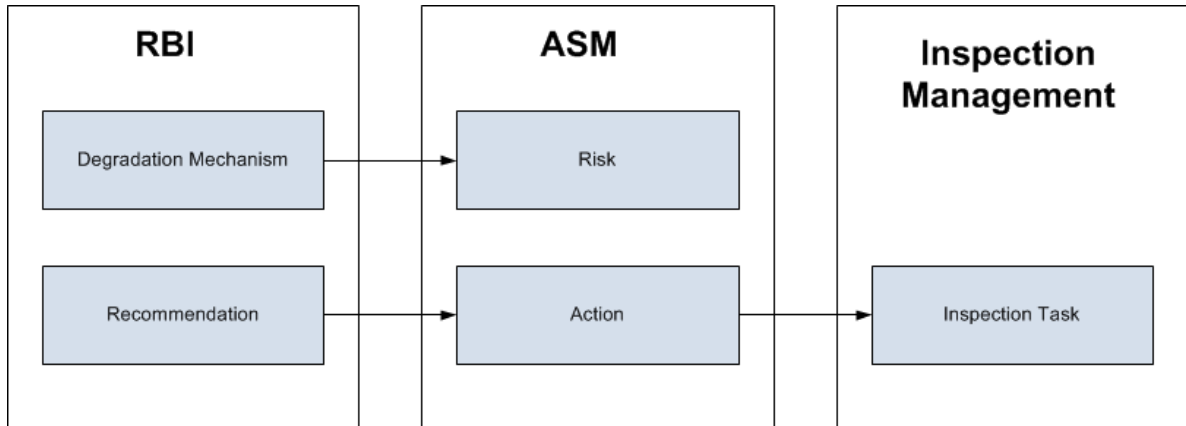 RBI
Degradation Mechanism
Recommendation
ASM
Risk
Action
Inspection
Management
Inspection Task